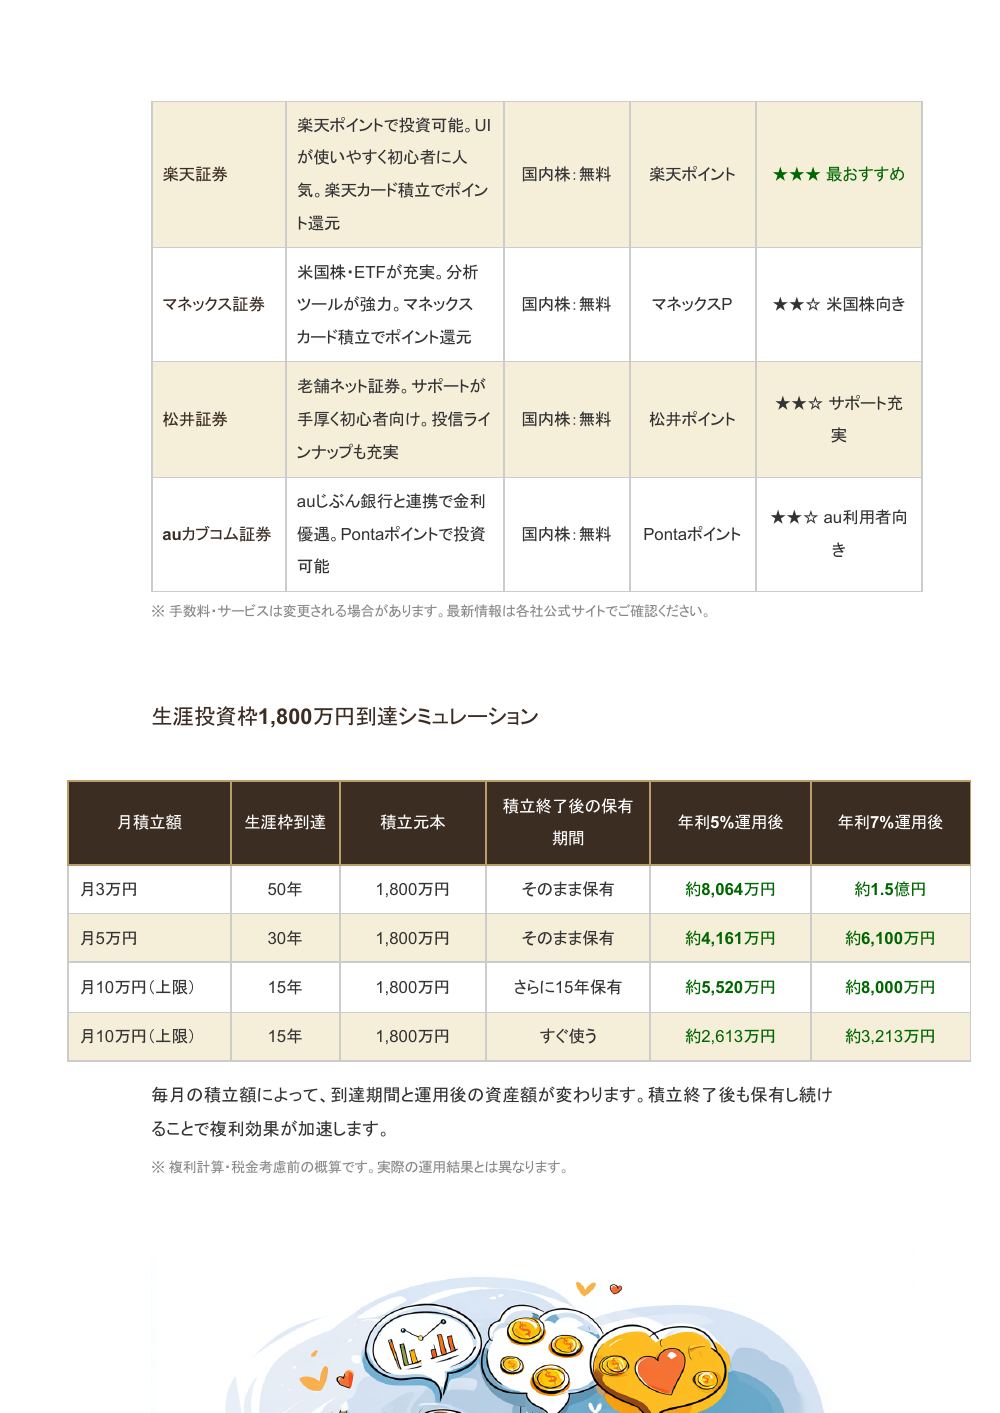 楽天証券
楽天ポイントで投資可能。UI
が使いやすく初心者に人
気。楽天カード積立でポイン
ト還元
国内株：無料
楽天ポイント
★★★ 最おすすめ
マネックス証券
米国株・ETFが充実。分析
ツールが強力。マネックス
カード積立でポイント還元
国内株：無料
マネックスP
★★☆ 米国株向き
松井証券
老舗ネット証券。サポートが
手厚く初心者向け。投信ライ
ンナップも充実
国内株：無料
松井ポイント
★★☆ サポート充
実
auカブコム証券
auじぶん銀行と連携で金利
優遇。Pontaポイントで投資
可能
国内株：無料
Pontaポイント
★★☆ au利用者向
き
※ 手数料・サービスは変更される場合があります。最新情報は各社公式サイトでご確認ください。
生涯投資枠1,800万円到達シミュレーション
月積立額
生涯枠到達
積立元本
積立終了後の保有
期間
年利5%運用後
年利7%運用後
月3万円
50年
1,800万円
そのまま保有
約8,064万円
約1.5億円
月5万円
30年
1,800万円
そのまま保有
約4,161万円
約6,100万円
月10万円（上限）
15年
1,800万円
さらに15年保有
約5,520万円
約8,000万円
月10万円（上限）
15年
1,800万円
すぐ使う
約2,613万円
約3,213万円
毎月の積立額によって、到達期間と運用後の資産額が変わります。積立終了後も保有し続け
ることで複利効果が加速します。
※ 複利計算・税金考慮前の概算です。実際の運用結果とは異なります。